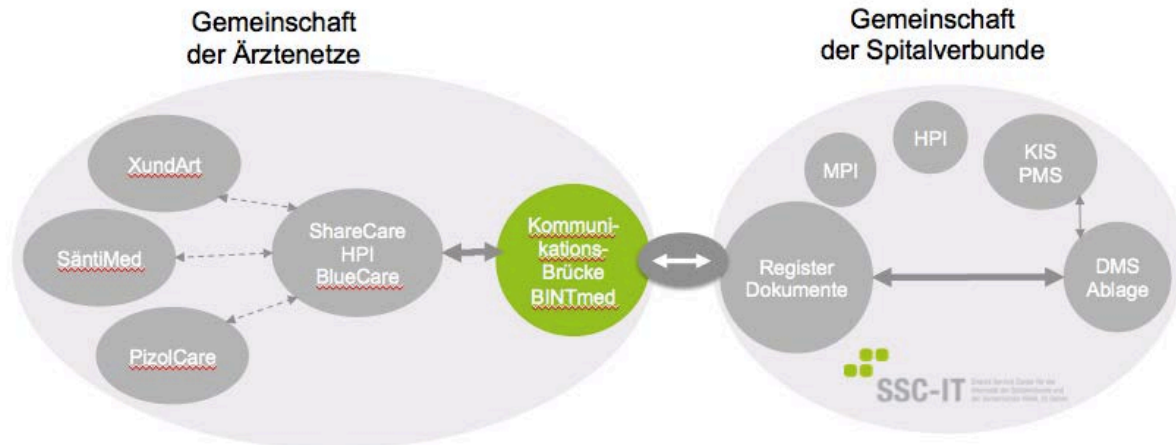 Gemeinschaft
der Ärztenetze
Gemeinschaft
der Spitalverbunde
XundArt
SäntiMed
PizolCare
ShareCare
HPI
BlueCare
Kommuni-
kations-
Brücke
BINTmed
MPI
HPI
KIS
PMS
Register
Dokumente
DMS
Ablage
SSC-IT